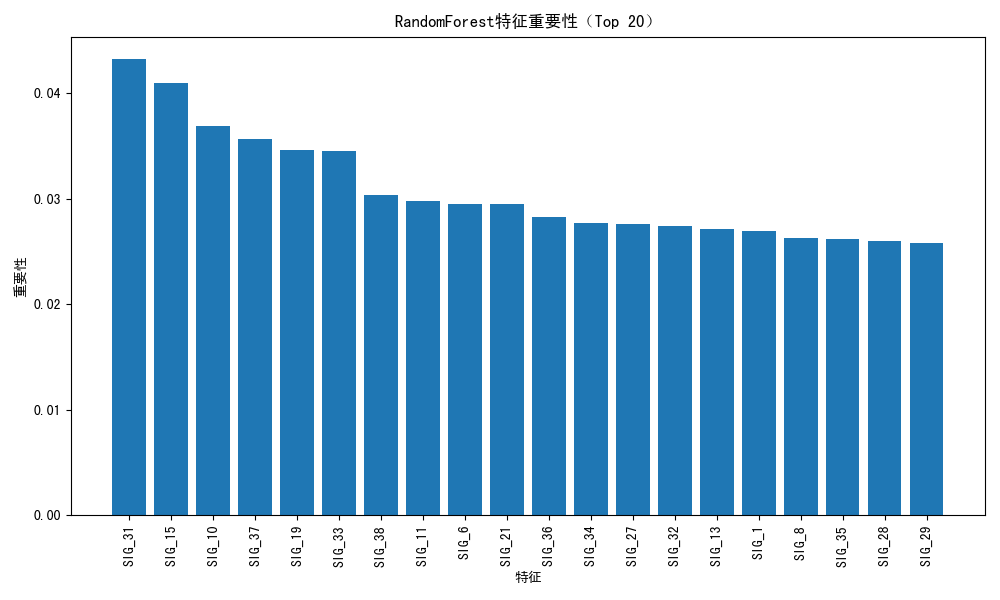 RandomForest特征重要性（Top 20）
重要性
0.04
0.03
0.02
0.01
0.00
SIG_31
SIG_15
SIG_10
SIG_37
SIG_19
SIG_33
SIG_38
SIG_11
SIG_6
SIG_21
SIG_36
SIG_34
SIG_27
SIG_32
SIG_13
SIG_1
SIG_8
SIG_35
SIG_28
SIG_29
特征